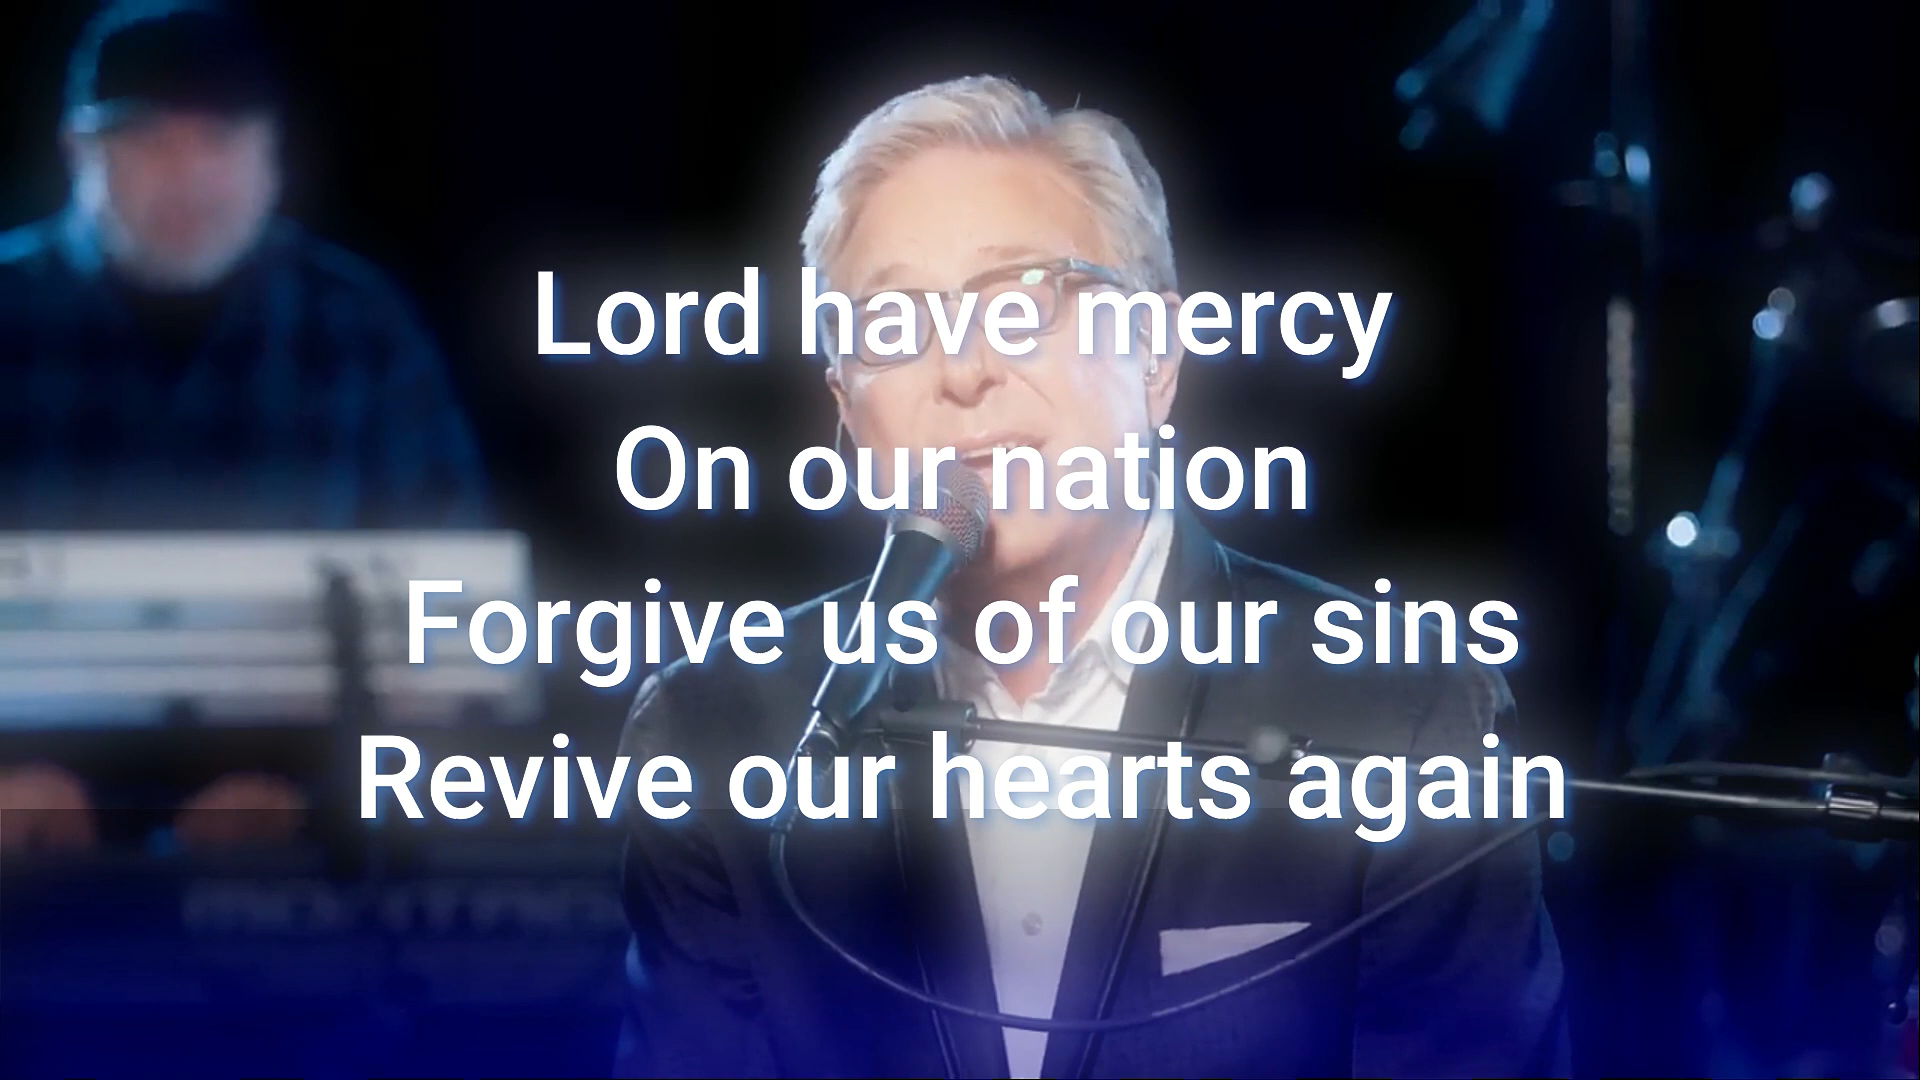 Lord have mercy
On our nation
Forgive us of our sins
Revive our hearts again